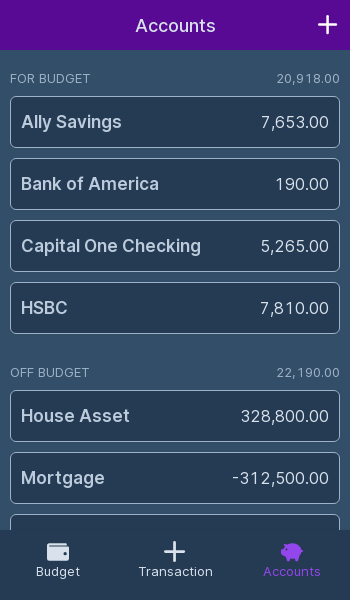 Accounts
FOR BUDGET 20,918.00
Ally Savings 7,653.00
Bank of America 190.00
Capital One Checking 5,265.00
HSBC 7,810.00
OFF BUDGET 22,190.00
House Asset 328,800.00
Mortgage -312,500.00
Budget Transaction Accounts